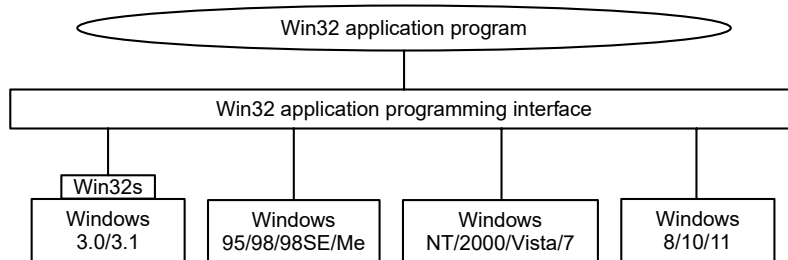 Win32 application program
Win32 application programming interface
Win32s
Windows
3.0/3.1
Windows
95/98/98SE/Me
Windows
NT/2000/Vista/7
Windows
8/10/11